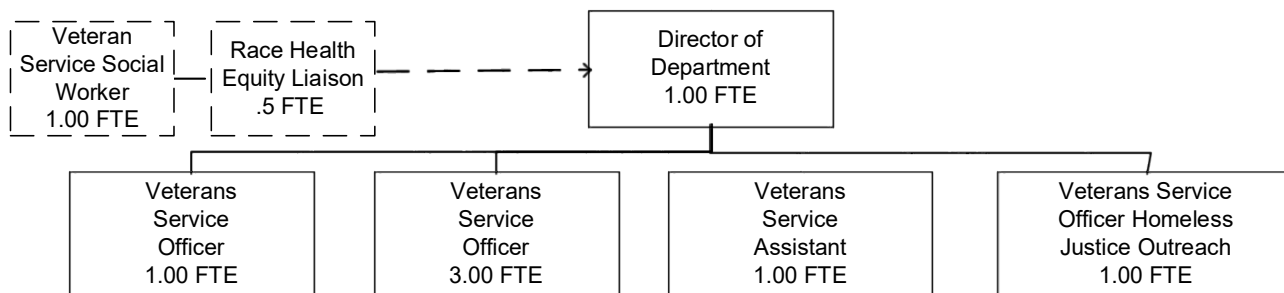 Veteran
Service Social
Worker
1.00 FTE
Race Health
Equity Liaison
.5 FTE
Director of
Department
1.00 FTE
Veterans
Service
Officer
1.00 FTE
Veterans
Service
Officer
3.00 FTE
Veterans
Service
Assistant
1.00 FTE
Veterans Service
Officer Homeless
Justice Outreach
1.00 FTE